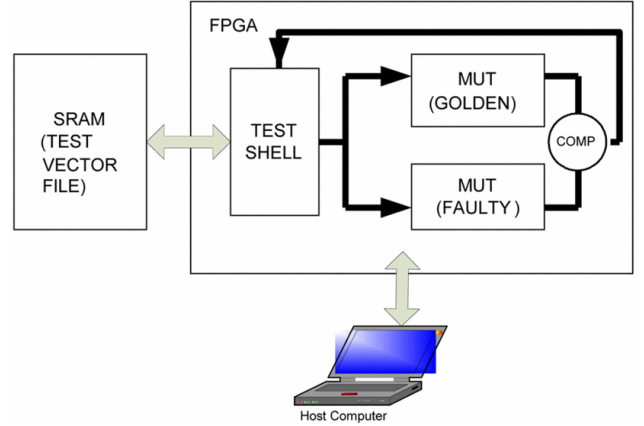 FPGA
SRAM
(TEST
VECTOR
FILE)
TEST
SHELL
MUT
(GOLDEN)
COMP
MUT
(FAULTY )
Host Computer